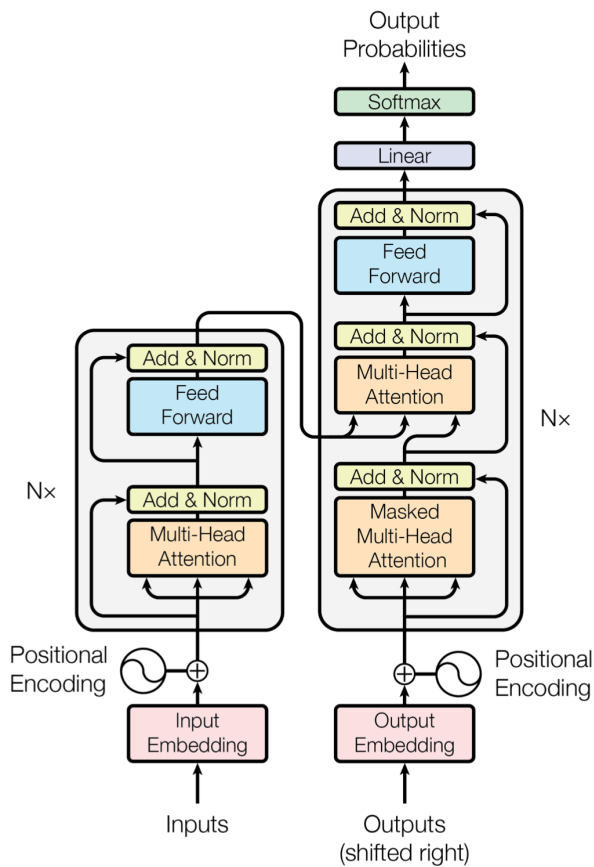 Output
Probabilities
Softmax
Linear
Add & Norm
Feed
Forward
Add & Norm
Multi-Head
Attention
Add & Norm
Masked
Multi-Head
Attention
N×
Add & Norm
Feed
Forward
Add & Norm
Multi-Head
Attention
N×
Positional
Encoding
Positional
Encoding
Input
Embedding
Output
Embedding
Inputs
Outputs
(shifted right)